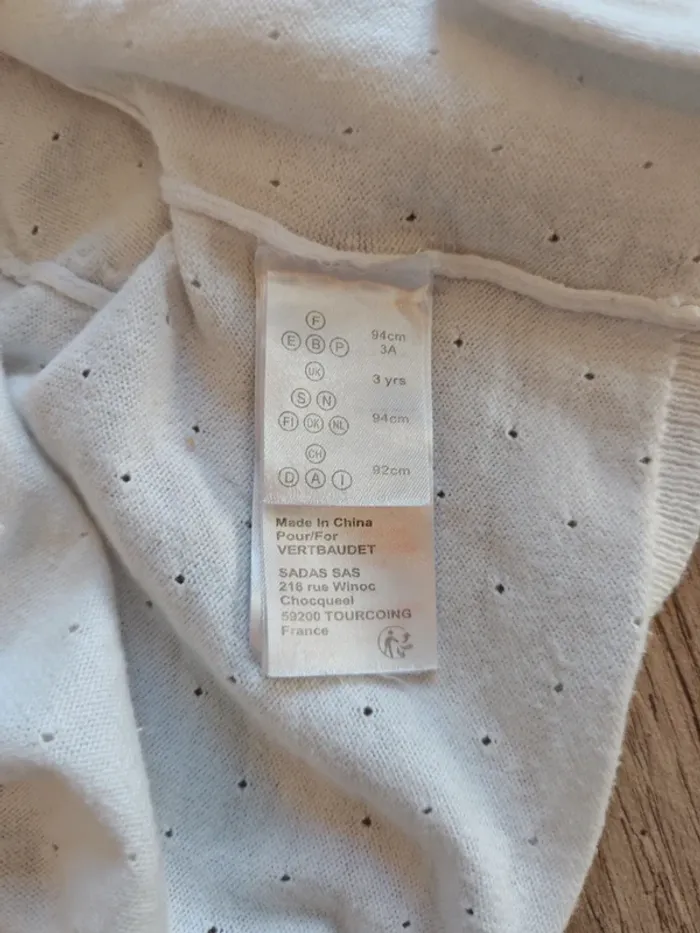 F
E B P 94cm
3A
UK 3 yrs
S N
FI DK NL 94cm
CH
D A I 92cm
Made In China
Pour/For
VERTBAUDET
SADAS SAS
216 rue Winoc
Chocqueel
59200 TOURCOING
France